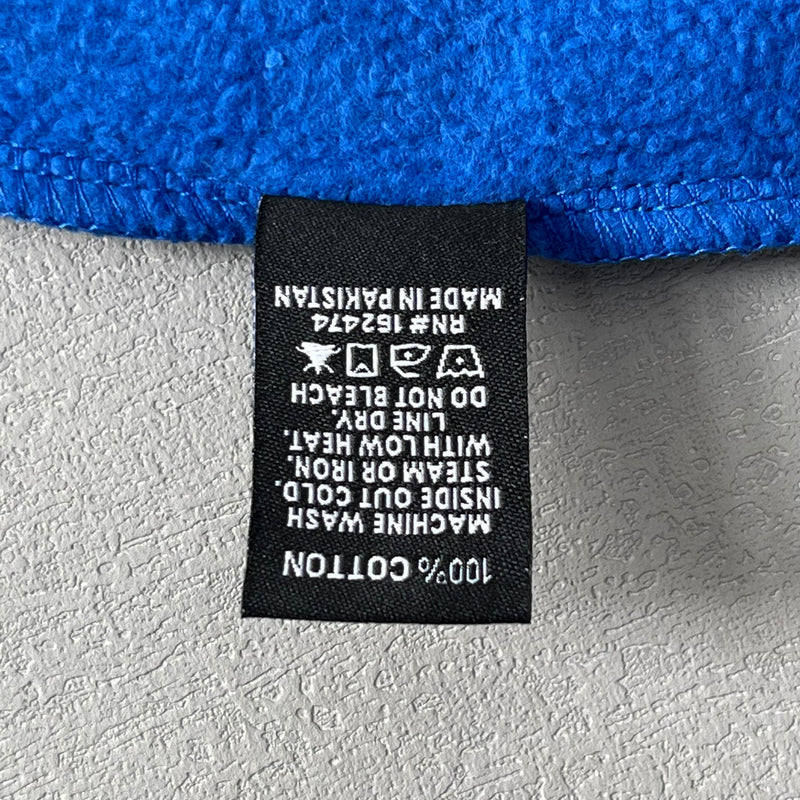 100% COTTON
MACHINE WASH
INSIDE OUT COLD.
STEAM OR IRON.
WITH LOW HEAT.
LINE DRY.
DO NOT BLEACH
RN# 162474
MADE IN PAKISTAN